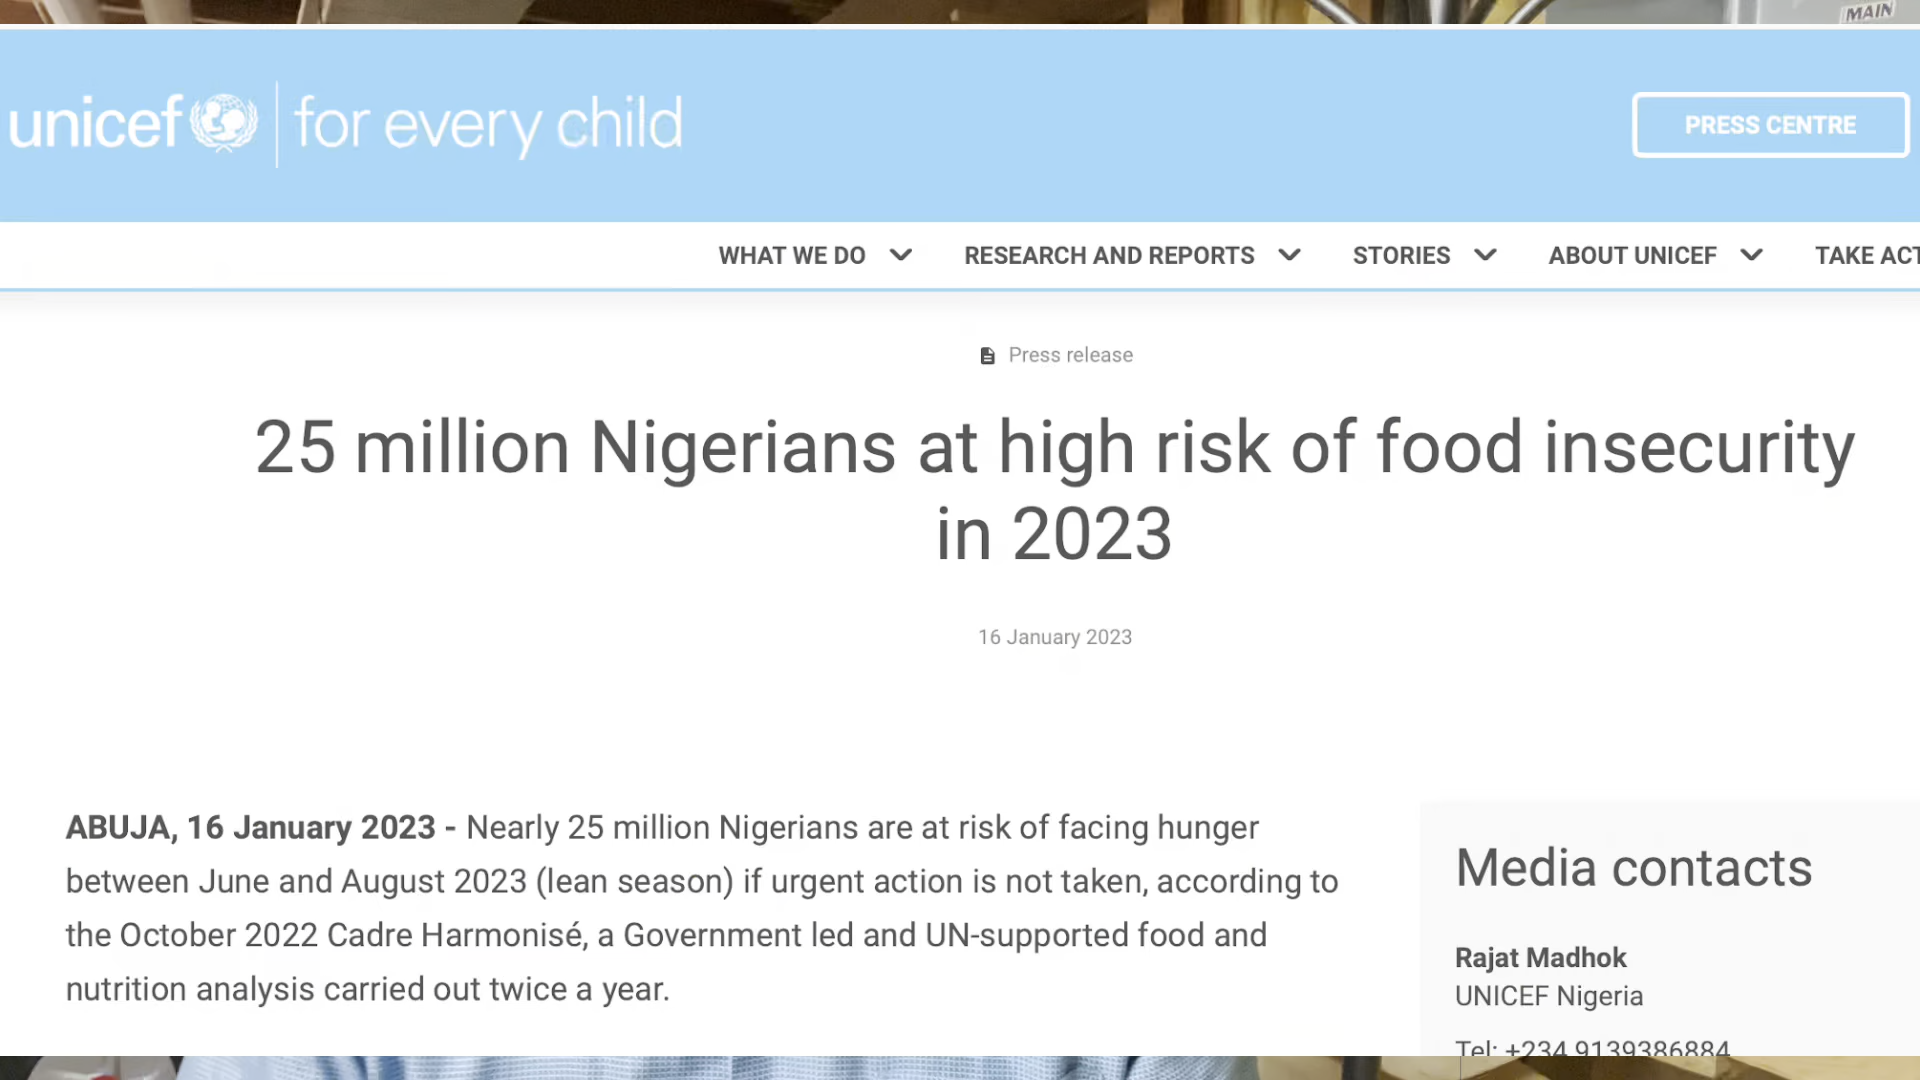 MAIN
unicef for every child
PRESS CENTRE
WHAT WE DO RESEARCH AND REPORTS STORIES ABOUT UNICEF TAKE ACT
Press release
25 million Nigerians at high risk of food insecurity
in 2023
16 January 2023
ABUJA, 16 January 2023 - Nearly 25 million Nigerians are at risk of facing hunger
between June and August 2023 (lean season) if urgent action is not taken, according to
the October 2022 Cadre Harmonisé, a Government led and UN-supported food and
nutrition analysis carried out twice a year.
Media contacts
Rajat Madhok
UNICEF Nigeria
Tel: +234 9139386884